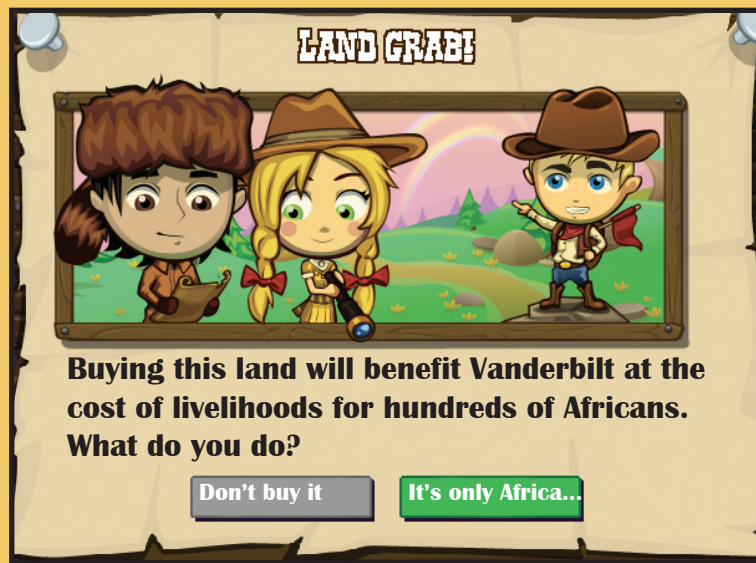 LAND GRAB!
Buying this land will benefit Vanderbilt at the
cost of livelihoods for hundreds of Africans.
What do you do?
Don't buy it
It's only Africa...